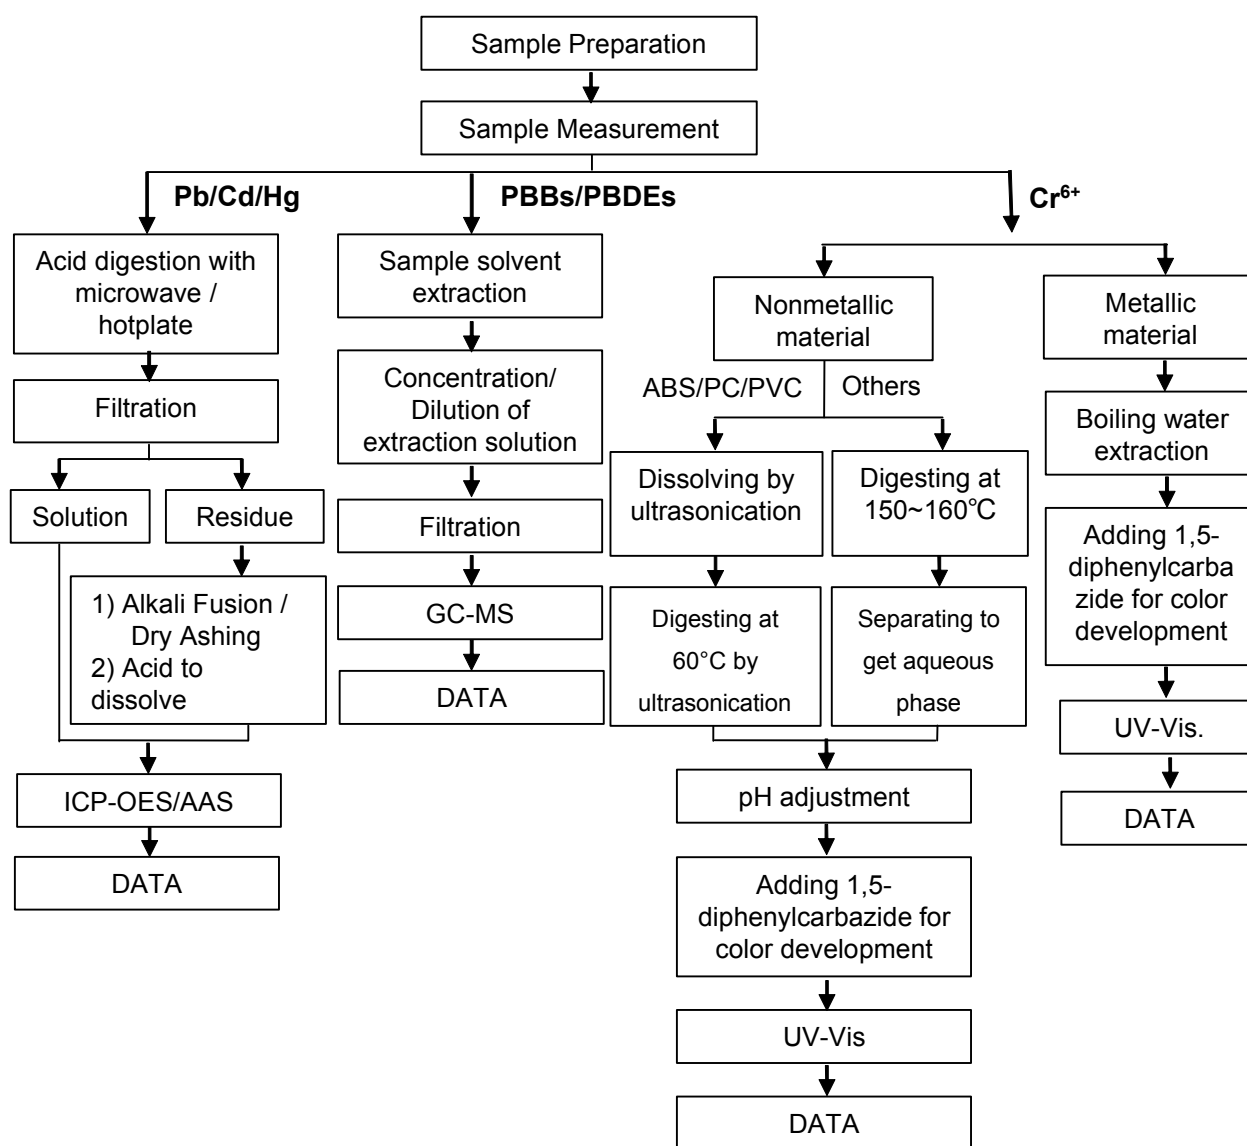 Sample Preparation
Sample Measurement
Pb/Cd/Hg
Acid digestion with
microwave /
hotplate
Filtration
Solution
Residue
1) Alkali Fusion /
Dry Ashing
2) Acid to
dissolve
ICP-OES/AAS
DATA
PBBs/PBDEs
Sample solvent
extraction
Concentration/
Dilution of
extraction solution
Filtration
GC-MS
DATA
Cr⁶⁺
Nonmetallic
material
ABS/PC/PVC
Others
Dissolving by
ultrasonication
Digesting at
60°C by
ultrasonication
Digesting at
150~160℃
Separating to
get aqueous
phase
pH adjustment
Adding 1,5-
diphenylcarbazide for
color development
UV-Vis
DATA
Metallic
material
Boiling water
extraction
Adding 1,5-
diphenylcarba
zide for color
development
UV-Vis.
DATA